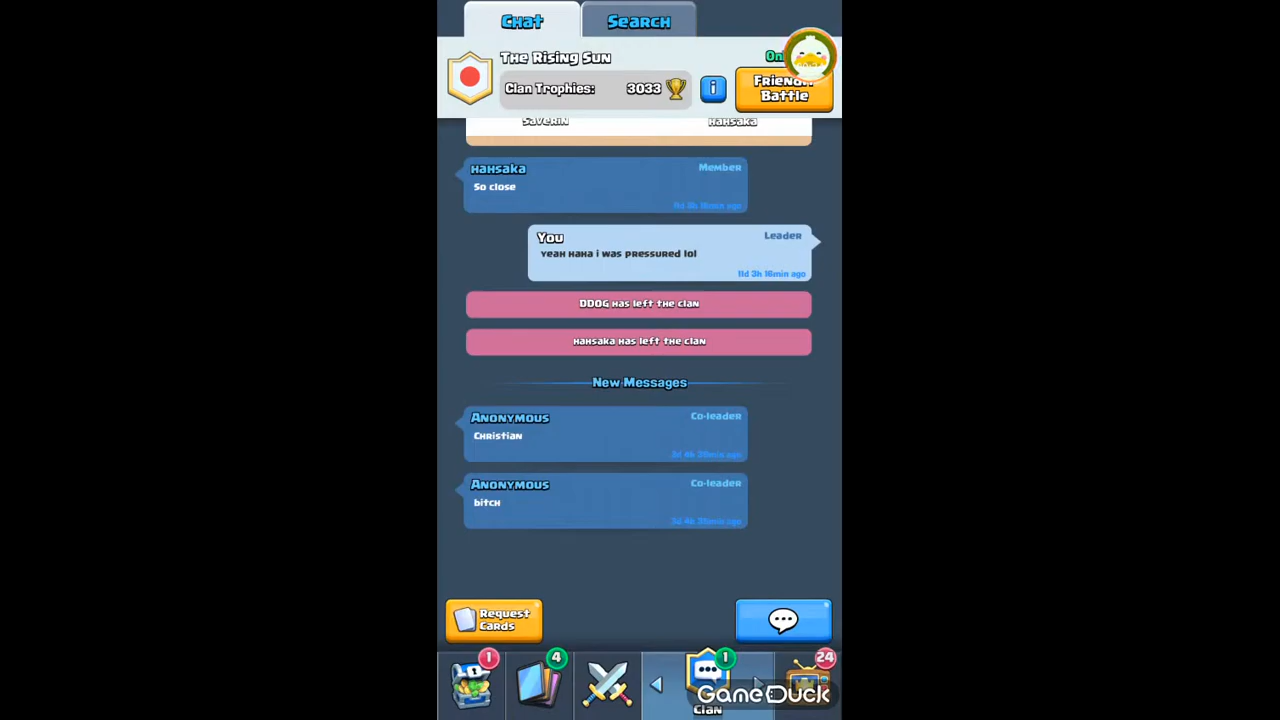 Chat
Search
The Rising Sun
Clan Trophies: 3033
i
Friendly
Battle
Saverin
hahsaka
hahsaka
Member
So close
You
Leader
Yeah haha i was pressured lol
11d 3h 16min ago
DDOG has left the clan
hahsaka has left the clan
New Messages
Anonymous
Co-leader
Christian
Anonymous
Co-leader
bitch
Request
Cards
1
4
1
24
Clan
GameDuck